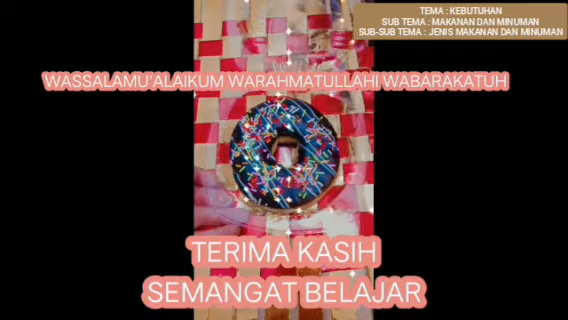 TEMA : KEBUTUHAN
SUB TEMA : MAKANAN DAN MINUMAN
SUB-SUB TEMA : JENIS MAKANAN DAN MINUMAN
WASSALAMU'ALAIKUM WARAHMATULLAHI WABARAKATUH
TERIMA KASIH
SEMANGAT BELAJAR